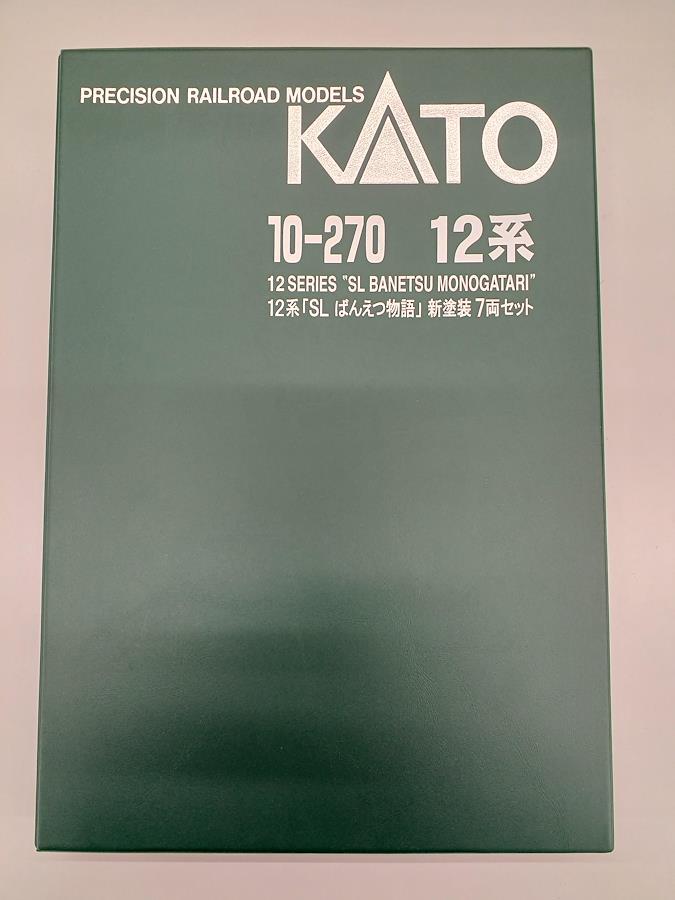 PRECISION RAILROAD MODELS
KATO
10-270 12系
12 SERIES "SL BANETSU MONOGATARI"
12系「SL ばんえつ物語」新塗装7両セット